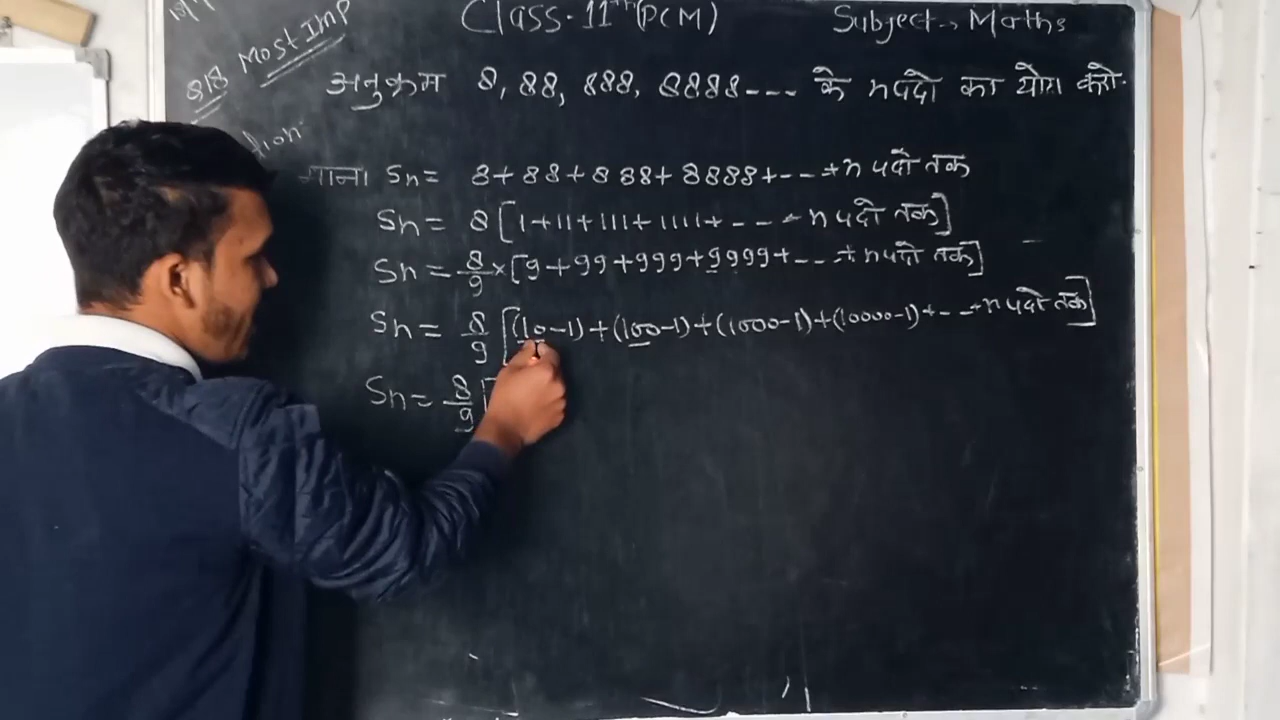 Class. 11th (PCM) Subject → Maths
818 Most Imp
अनुक्रम 8, 88, 888, 8888--- के n पदो का योग करो.
tion.
माना Sn = 8+88+888+8888+---+n पदो तक
Sn = 8[1+11+111+1111+---+n पदो तक]
Sn = 8/9 × [9+99+999+9999+---+n पदो तक]
Sn = 8/9 [(10-1)+(100-1)+(1000-1)+(10000-1)+---+n पदो तक]
Sn = 8/9 [